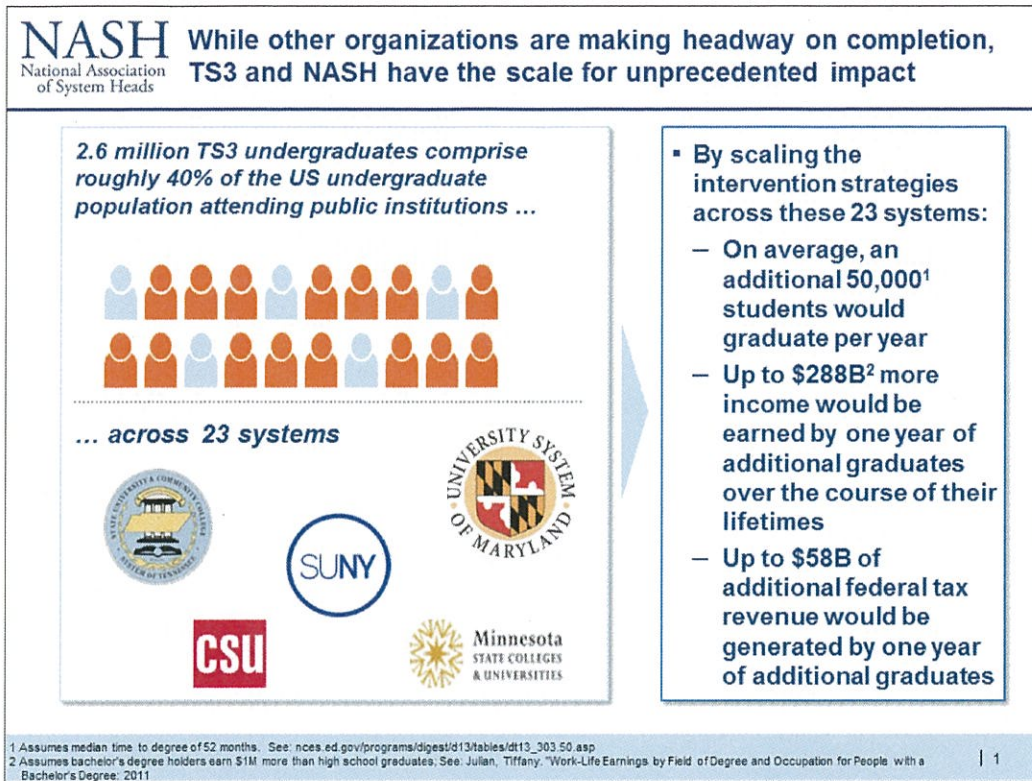 NASH
National Association
of System Heads
While other organizations are making headway on completion,
TS3 and NASH have the scale for unprecedented impact
2.6 million TS3 undergraduates comprise
roughly 40% of the US undergraduate
population attending public institutions …
… across 23 systems
STATE UNIVERSITY & COMMUNITY COLLEGE
SYSTEM OF TENNESSEE
SUNY
UNIVERSITY SYSTEM
OF MARYLAND
CSU
Minnesota
STATE COLLEGES
& UNIVERSITIES
▪ By scaling the
intervention strategies
across these 23 systems:
– On average, an
additional 50,000¹
students would
graduate per year
– Up to $288B² more
income would be
earned by one year of
additional graduates
over the course of their
lifetimes
– Up to $58B of
additional federal tax
revenue would be
generated by one year
of additional graduates
1 Assumes median time to degree of 52 months. See: nces.ed.gov/programs/digest/d13/tables/dt13_303.50.asp
2 Assumes bachelor's degree holders earn $1M more than high school graduates; See: Julian, Tiffany. "Work-Life Earnings by Field of Degree and Occupation for People with a
Bachelor's Degree: 2011
| 1